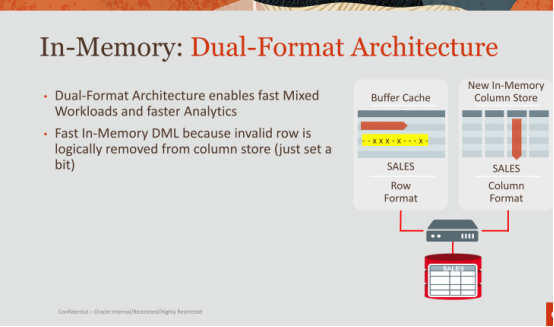 In-Memory: Dual-Format Architecture
• Dual-Format Architecture enables fast Mixed
Workloads and faster Analytics
• Fast In-Memory DML because invalid row is
logically removed from column store (just set a
bit)
Buffer Cache
- - x x x - x - - - x -
SALES
Row
Format
New In-Memory
Column Store
SALES
Column
Format
SALES
Confidential – Oracle Internal/Restricted/Highly Restricted